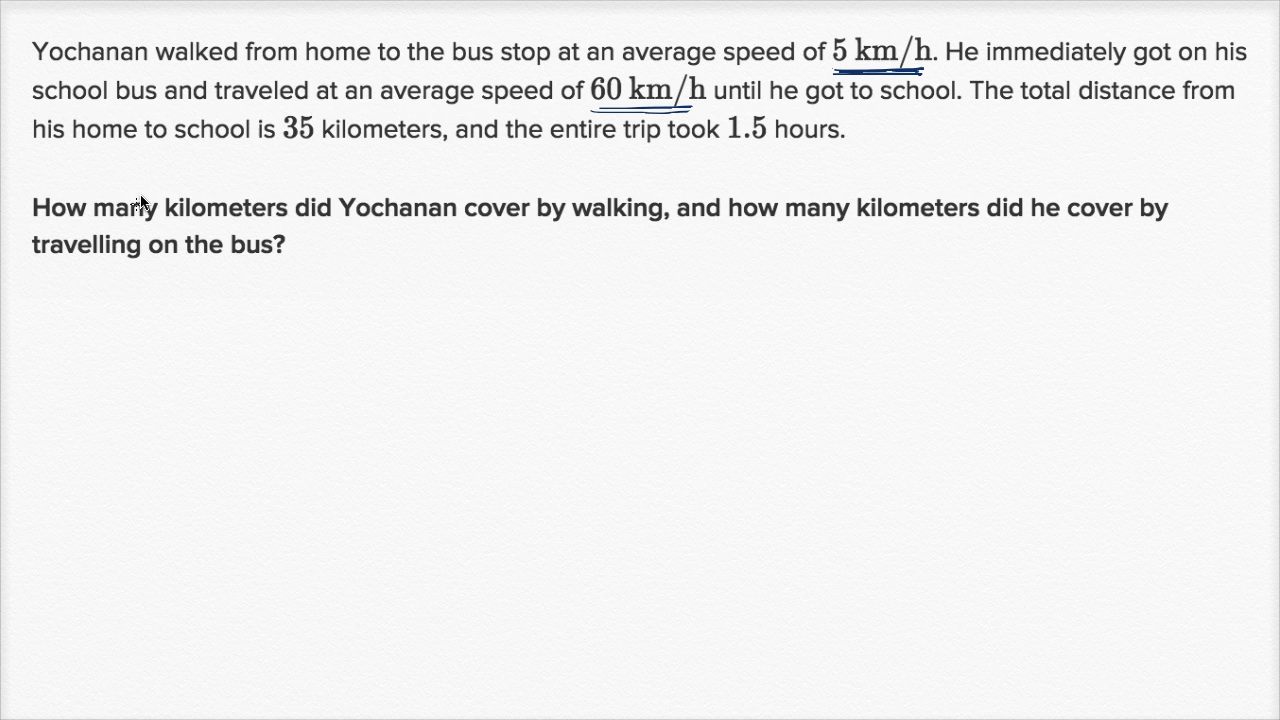 Yochanan walked from home to the bus stop at an average speed of 5 km/h. He immediately got on his
school bus and traveled at an average speed of 60 km/h until he got to school. The total distance from
his home to school is 35 kilometers, and the entire trip took 1.5 hours.
How many kilometers did Yochanan cover by walking, and how many kilometers did he cover by
travelling on the bus?